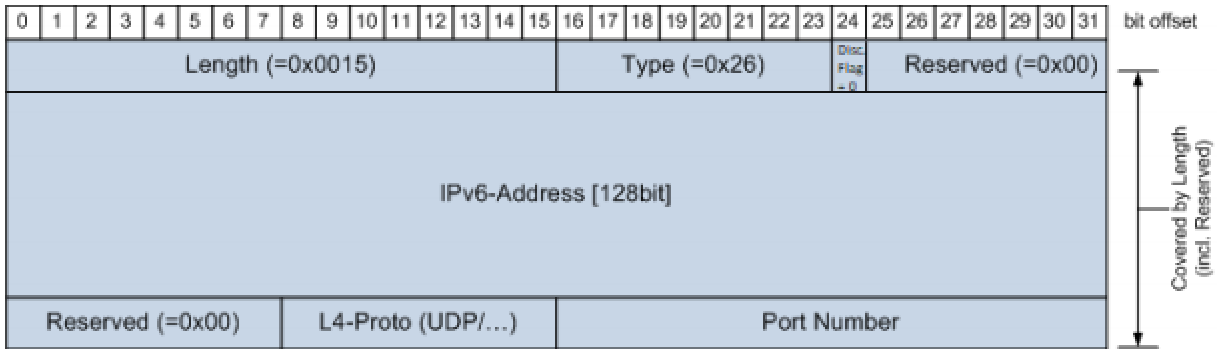 0 1 2 3 4 5 6 7 8 9 10 11 12 13 14 15 16 17 18 19 20 21 22 23 24 25 26 27 28 29 30 31 bit offset
Length (=0x0015) Type (=0x26) Disc. Flag = 0 Reserved (=0x00)
IPv6-Address [128bit]
Covered by Length
(incl. Reserved)
Reserved (=0x00) L4-Proto (UDP/...) Port Number